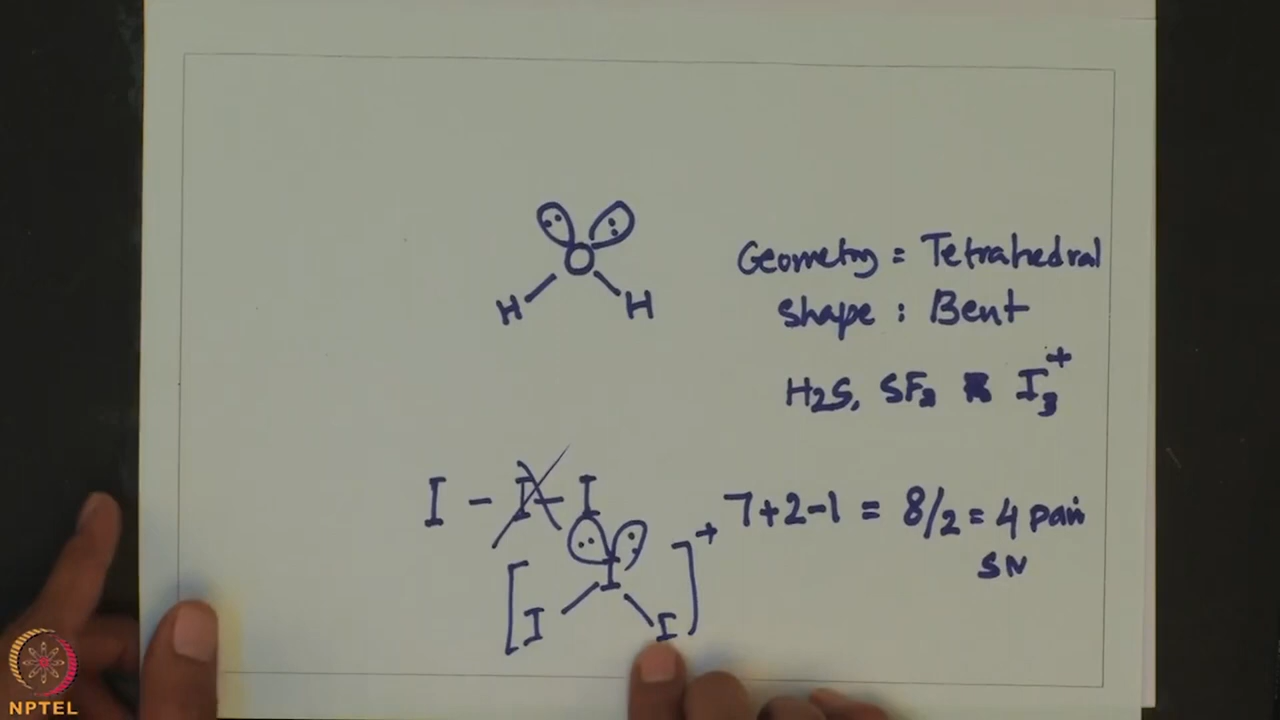 O
H H
Geometry = Tetrahedral
Shape : Bent
H2S, SF2 I3+
I - I - I
7+2-1 = 8/2 = 4 pair
SN
[I I I]+
NPTEL